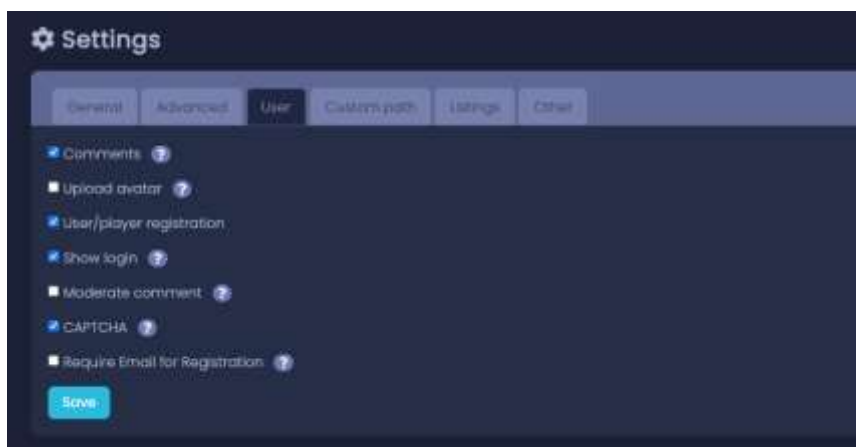 Settings
General Advanced User Custom path Listings Other
Comments ?
Upload avatar ?
User/player registration
Show login ?
Moderate comment ?
CAPTCHA ?
Require Email for Registration ?
Save